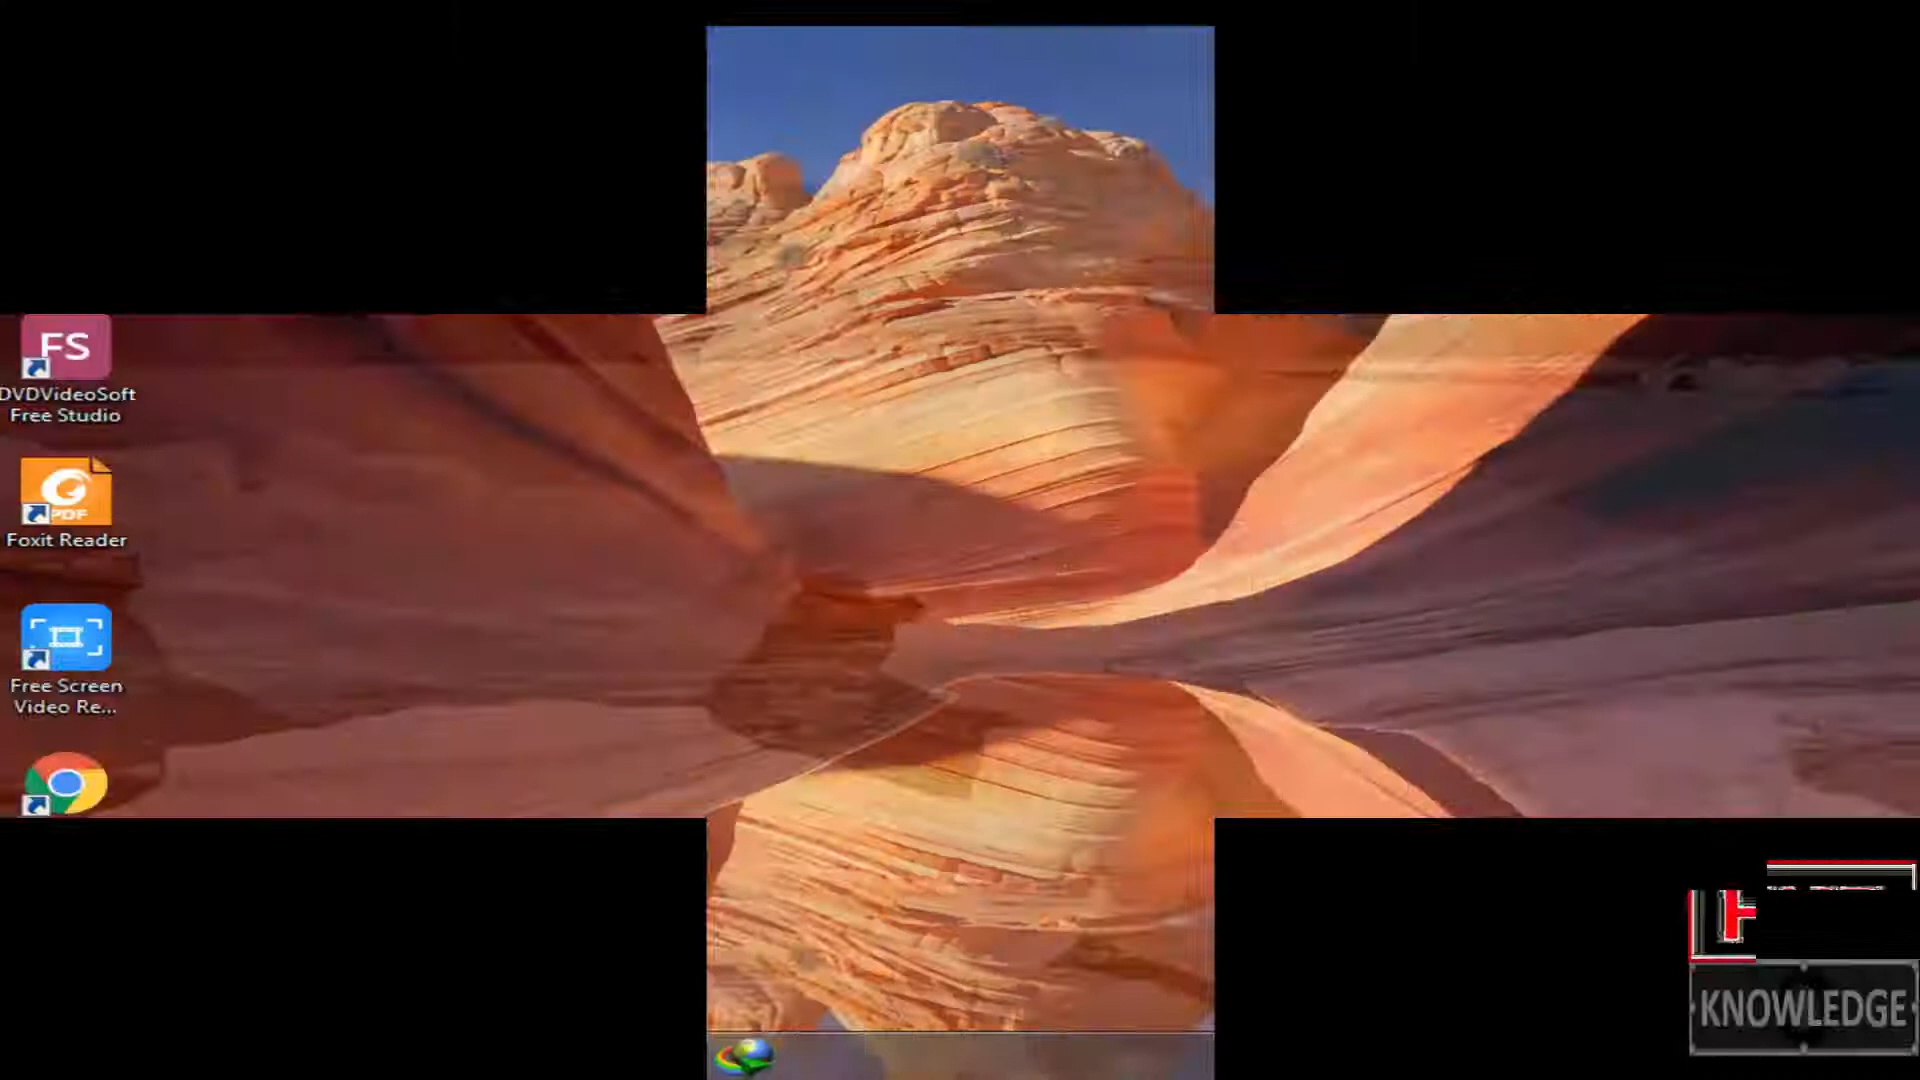 FS
DVDVideoSoft
Free Studio
PDF
Foxit Reader
Free Screen
Video Re...
KNOWLEDGE